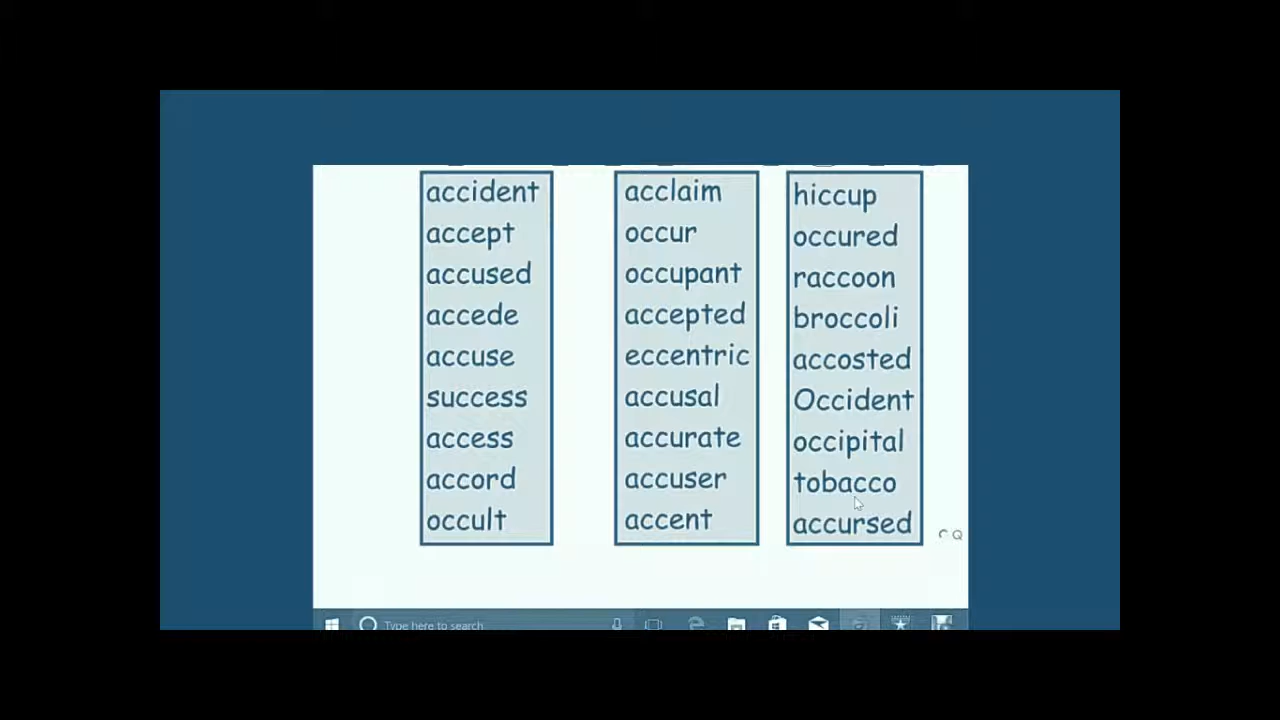 accident
accept
accused
accede
accuse
success
access
accord
occult
acclaim
occur
occupant
accepted
eccentric
accusal
accurate
accuser
accent
hiccup
occured
raccoon
broccoli
accosted
Occident
occipital
tobacco
accursed
Type here to search